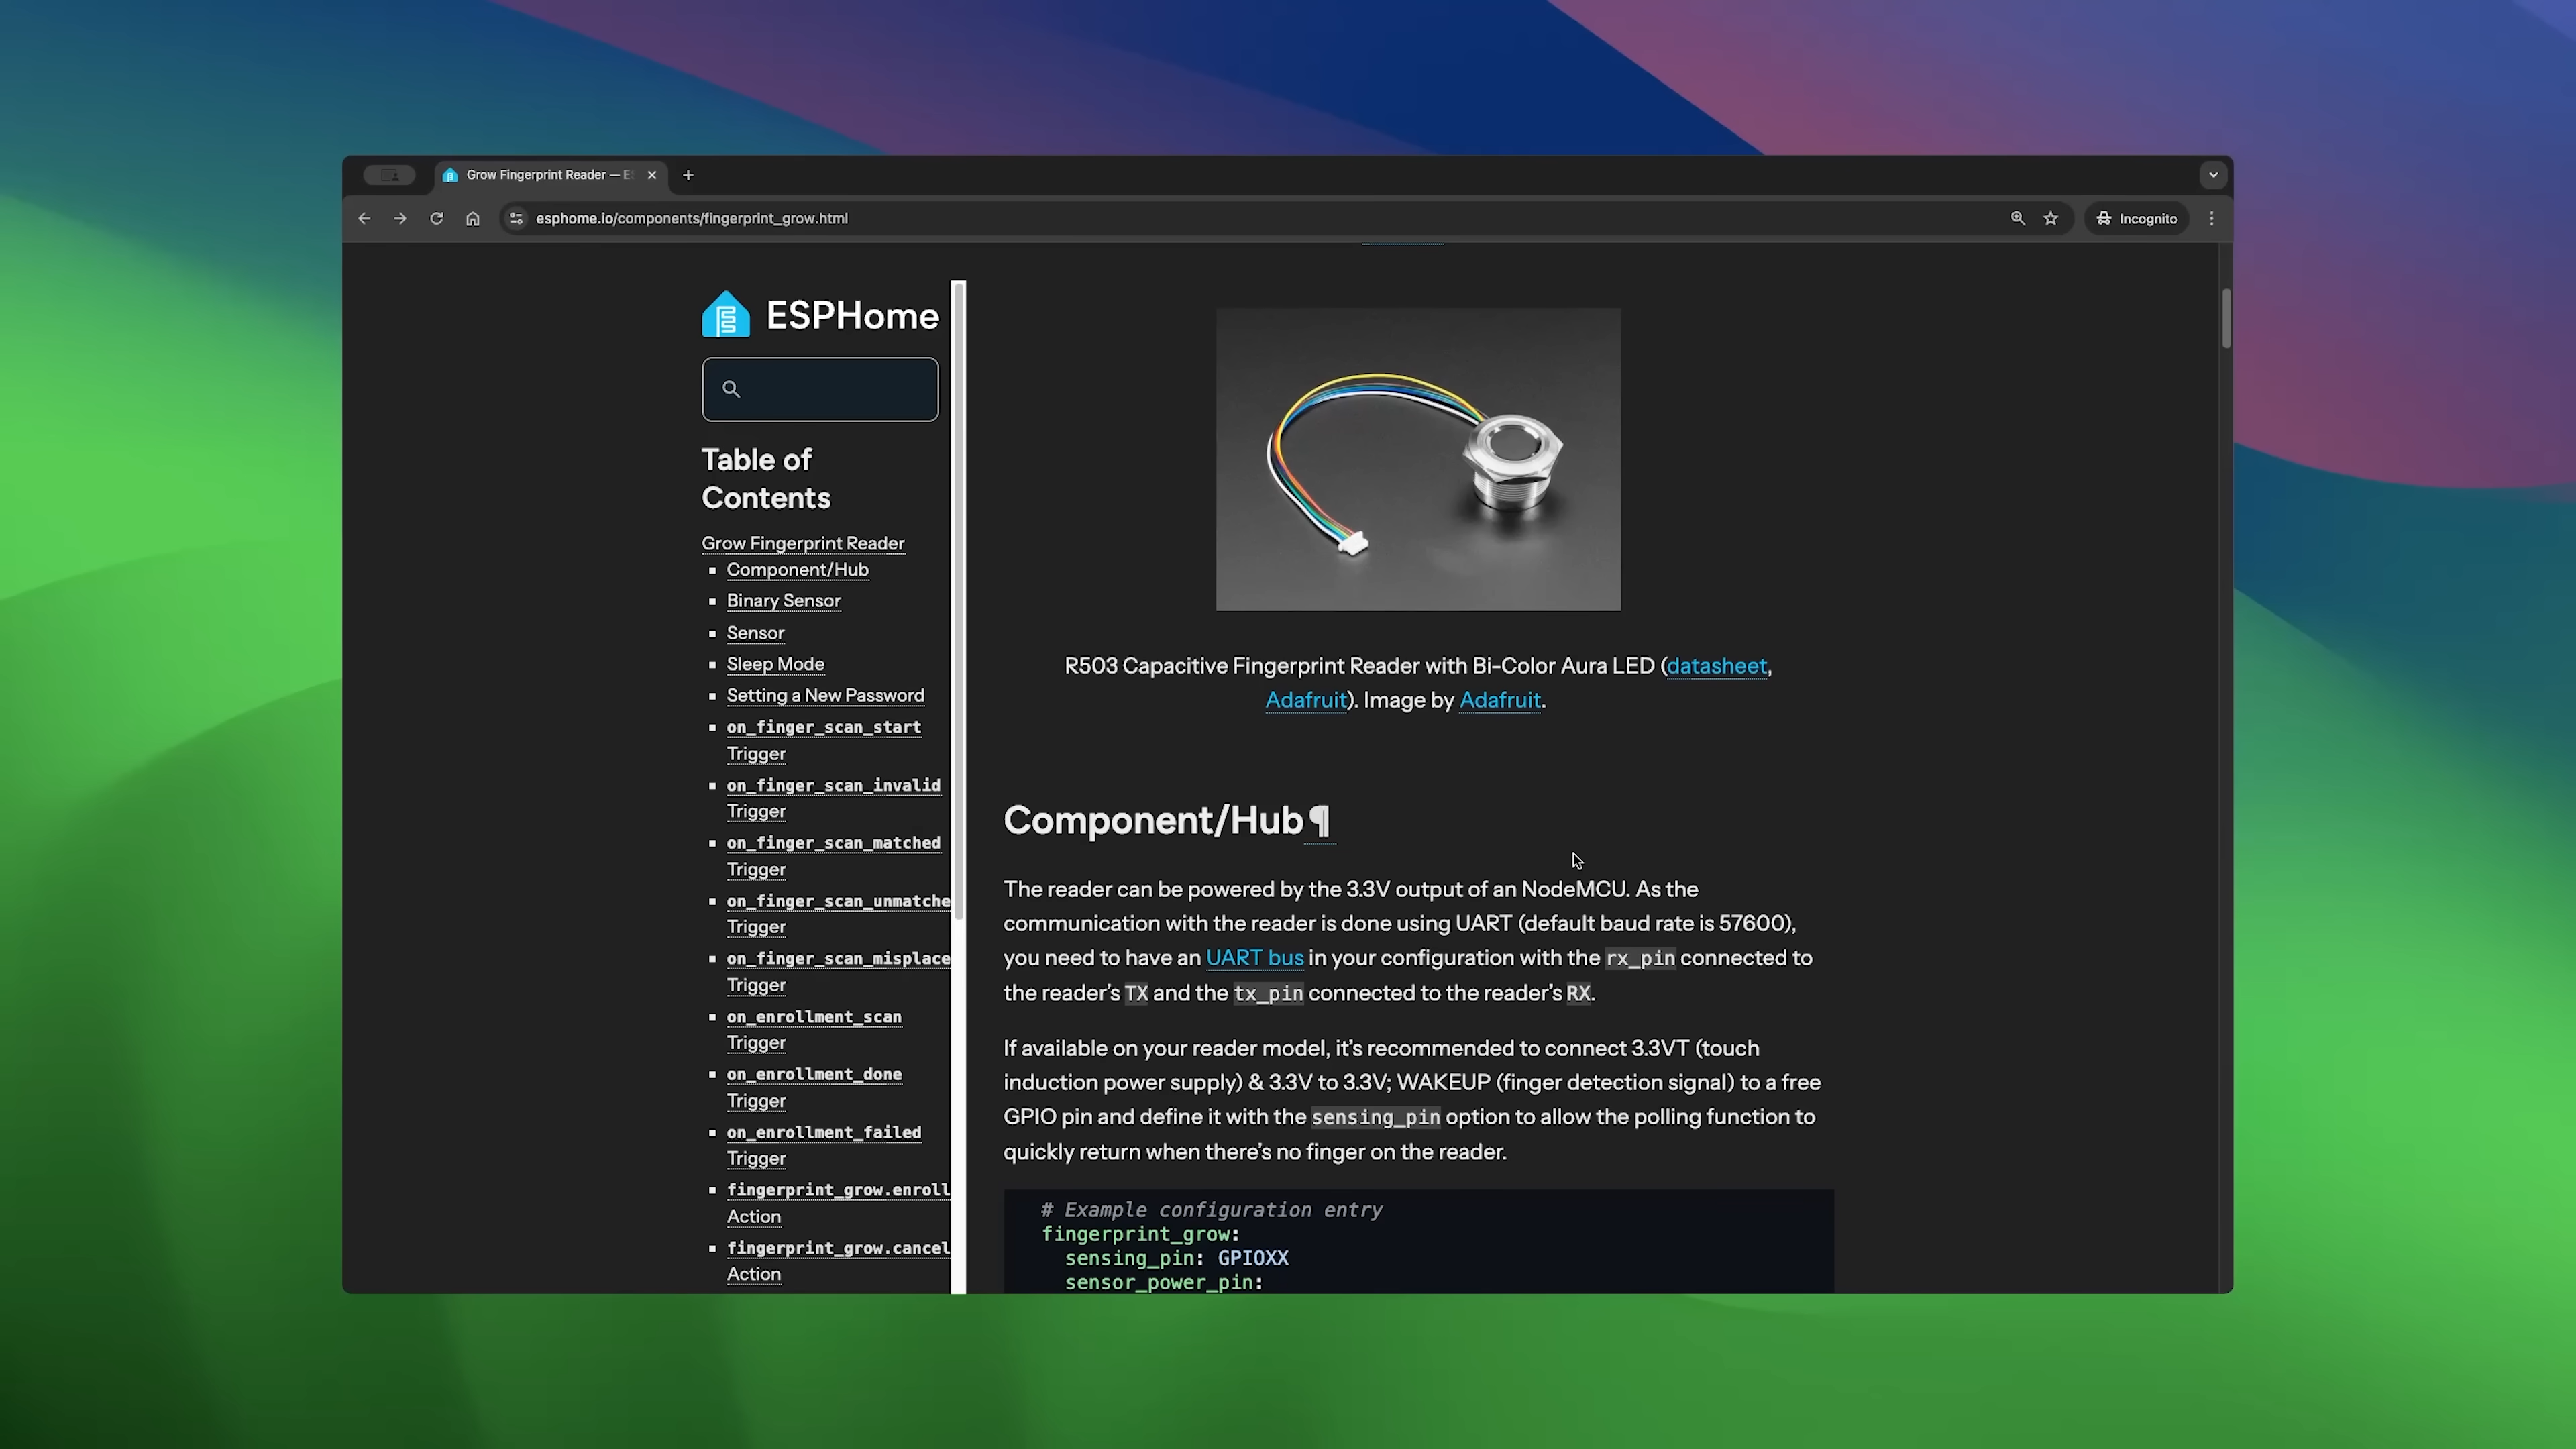 Grow Fingerprint Reader — E
esphome.io/components/fingerprint_grow.html
Incognito
ESPHome
Table of
Contents
Grow Fingerprint Reader
Component/Hub
Binary Sensor
Sensor
Sleep Mode
Setting a New Password
on_finger_scan_start
Trigger
on_finger_scan_invalid
Trigger
on_finger_scan_matched
Trigger
on_finger_scan_unmatche
Trigger
on_finger_scan_misplace
Trigger
on_enrollment_scan
Trigger
on_enrollment_done
Trigger
on_enrollment_failed
Trigger
fingerprint_grow.enroll
Action
fingerprint_grow.cancel
Action
R503 Capacitive Fingerprint Reader with Bi-Color Aura LED (datasheet,
Adafruit). Image by Adafruit.
Component/Hub¶
The reader can be powered by the 3.3V output of an NodeMCU. As the
communication with the reader is done using UART (default baud rate is 57600),
you need to have an UART bus in your configuration with the rx_pin connected to
the reader’s TX and the tx_pin connected to the reader’s RX.
If available on your reader model, it’s recommended to connect 3.3VT (touch
induction power supply) & 3.3V to 3.3V; WAKEUP (finger detection signal) to a free
GPIO pin and define it with the sensing_pin option to allow the polling function to
quickly return when there’s no finger on the reader.
# Example configuration entry
fingerprint_grow:
sensing_pin: GPIOXX
sensor_power_pin: